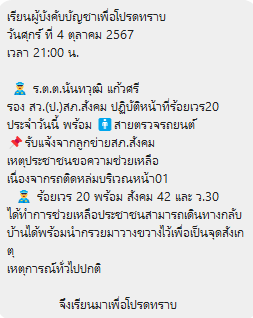 เรียนผู้บังคับบัญชาเพื่อโปรดทราบ
วันศุกร์ ที่ 4 ตุลาคม 2567
เวลา 21:00 น.
👮 ร.ต.ต.นันทวุฒิ แก้วศรี
รอง สว.(ป.)สภ.สังคม ปฏิบัติหน้าที่ร้อยเวร20
ประจำวันนี้ พร้อม 🚹 สายตรวจรถยนต์
📌 รับแจ้งจากลูกข่ายสภ.สังคม
เหตุประชาชนขอความช่วยเหลือ
เนื่องจากรถติดหล่มบริเวณหน้า01
👮 ร้อยเวร 20 พร้อม สังคม 42 และ ว.30
ได้ทำการช่วยเหลือประชาชนสามารถเดินทางกลับ
บ้านได้พร้อมนำกรวยมาวางขวางไว้เพื่อเป็นจุดสังเก
ตุ
เหตุการณ์ทั่วไปปกติ
จึงเรียนมาเพื่อโปรดทราบ